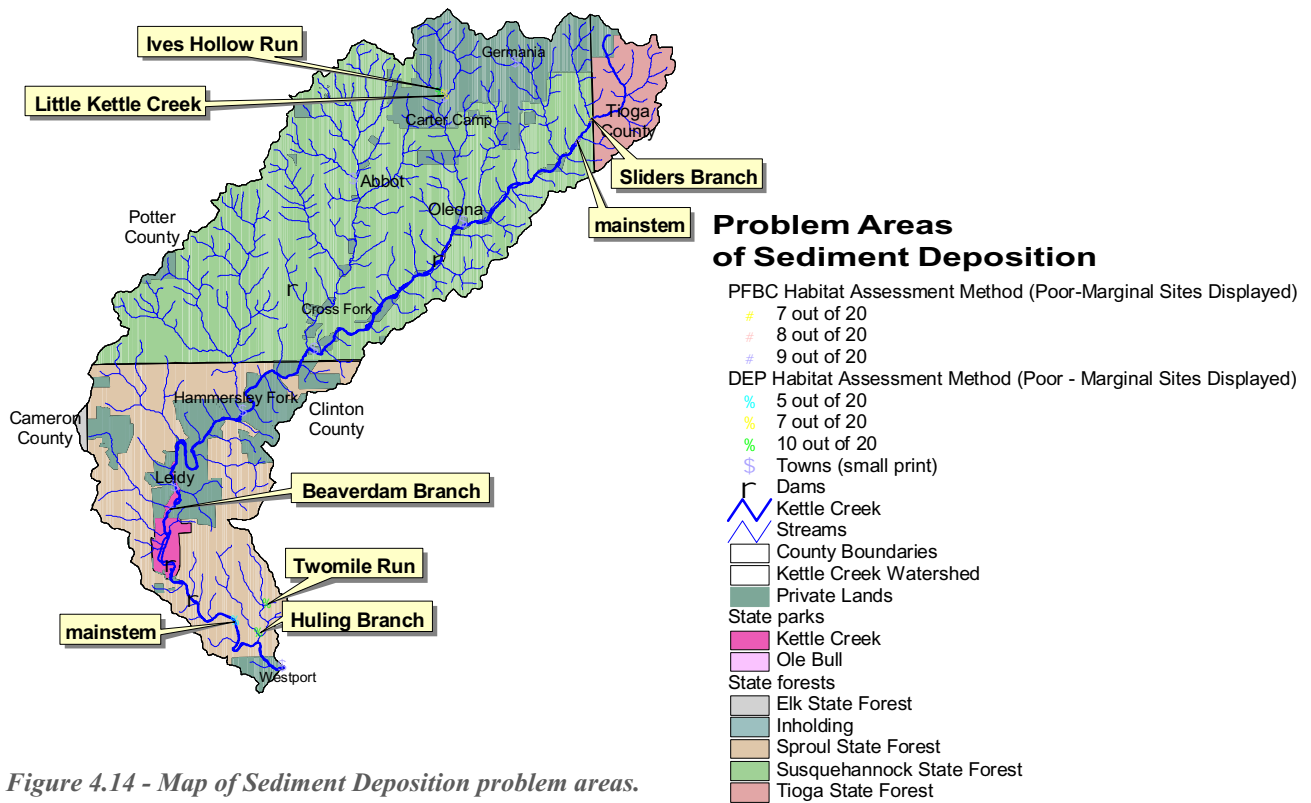 Ives Hollow Run
Germania
Little Kettle Creek
Carter Camp
Tioga
County
Sliders Branch
Abbot
Oleona
Potter
County
mainstem
r
r
Cross Fork
Hammersley Fork
Clinton
County
Cameron
County
Leidy
Beaverdam Branch
r
Twomile Run
r
Huling Branch
mainstem
$
Westport
Problem Areas
of Sediment Deposition
PFBC Habitat Assessment Method (Poor-Marginal Sites Displayed)
# 7 out of 20
# 8 out of 20
# 9 out of 20
DEP Habitat Assessment Method (Poor - Marginal Sites Displayed)
% 5 out of 20
% 7 out of 20
% 10 out of 20
$ Towns (small print)
r Dams
Kettle Creek
Streams
County Boundaries
Kettle Creek Watershed
Private Lands
State parks
Kettle Creek
Ole Bull
State forests
Elk State Forest
Inholding
Sproul State Forest
Susquehannock State Forest
Tioga State Forest
Figure 4.14 - Map of Sediment Deposition problem areas.